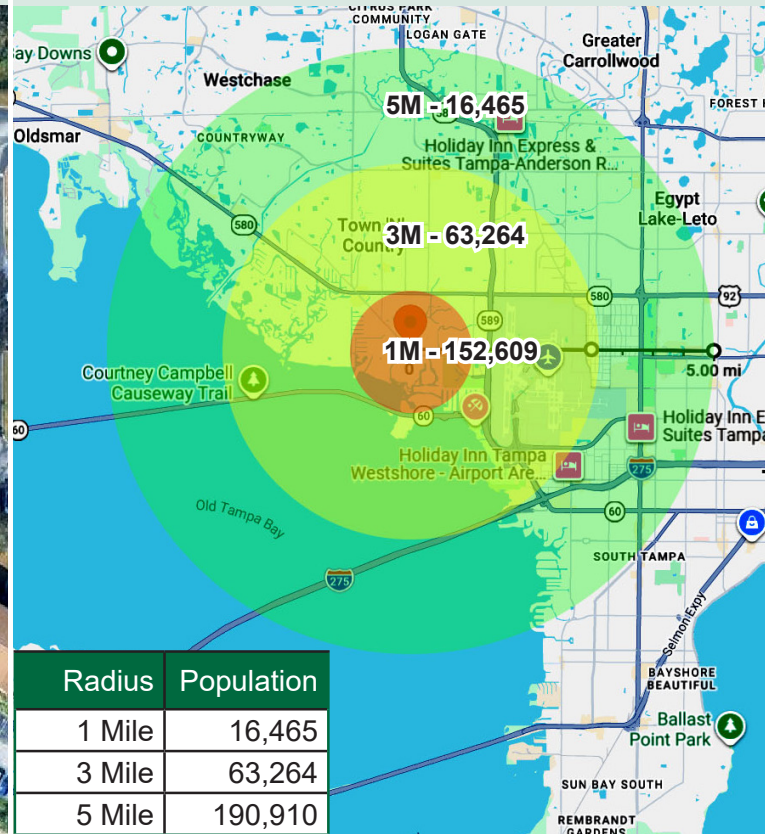 CITRUS PARK
COMMUNITY
LOGAN GATE
Greater
Carrollwood
ay Downs
Westchase
5M - 16,465
FOREST
Oldsmar
COUNTRYWAY
Holiday Inn Express &
Suites Tampa-Anderson R...
Egypt
Lake-Leto
580
Town 'N'
Country
3M - 63,264
580
92
589
1M - 152,609
0
5.00 mi
Courtney Campbell
Causeway Trail
60
60
Holiday Inn E
Suites Tampa
Holiday Inn Tampa
Westshore - Airport Are...
275
Old Tampa Bay
60
SOUTH TAMPA
275
Selmon Expy
BAYSHORE
BEAUTIFUL
Ballast
Point Park
SUN BAY SOUTH
REMBRANDT
GARDENS
Radius Population
1 Mile 16,465
3 Mile 63,264
5 Mile 190,910